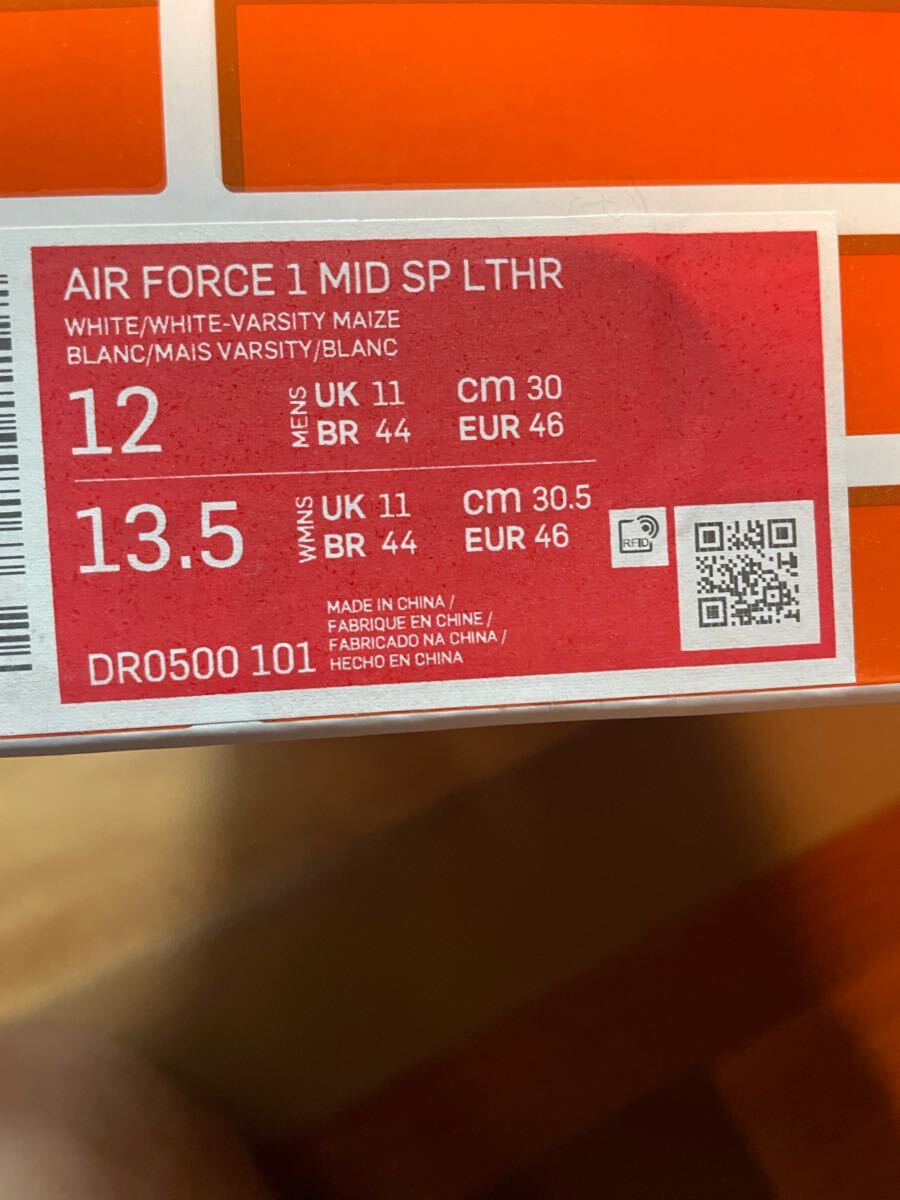 AIR FORCE 1 MID SP LTHR
WHITE/WHITE-VARSITY MAIZE
BLANC/MAIS VARSITY/BLANC
12 MENS UK 11 cm 30
BR 44 EUR 46
13.5 WMNS UK 11 cm 30.5
BR 44 EUR 46
RFID
MADE IN CHINA /
FABRIQUE EN CHINE /
FABRICADO NA CHINA /
HECHO EN CHINA
DR0500 101